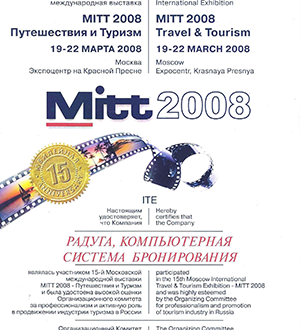 международная выставка
International Exhibition
MITT 2008
Путешествия и Туризм
MITT 2008
Travel & Tourism
19-22 МАРТА 2008
19-22 MARCH 2008
Москва
Экспоцентр на Красной Пресне
Moscow
Expocentr, Krasnaya Presnya
Mitt 2008
15
ITE
Настоящим
удостоверяет,
что Компания
Hereby
certifies that
the Company
РАДУГА, КОМПЬЮТЕРНАЯ
СИСТЕМА БРОНИРОВАНИЯ
являлась участником 15-й Московской
международной выставки
MITT 2008 - Путешествия и Туризм
и была удостоена высокой оценки
Организационного комитета
за профессионализм и активную роль
в продвижении индустрии туризма в России
participated
in the 15th Moscow International
Travel & Tourism Exhibition - MITT 2008
and was highly esteemed
by the Organizing Committee
for professionalism and promotion
of tourism industry in Russia
Организационный Комитет
The Organizing Committee